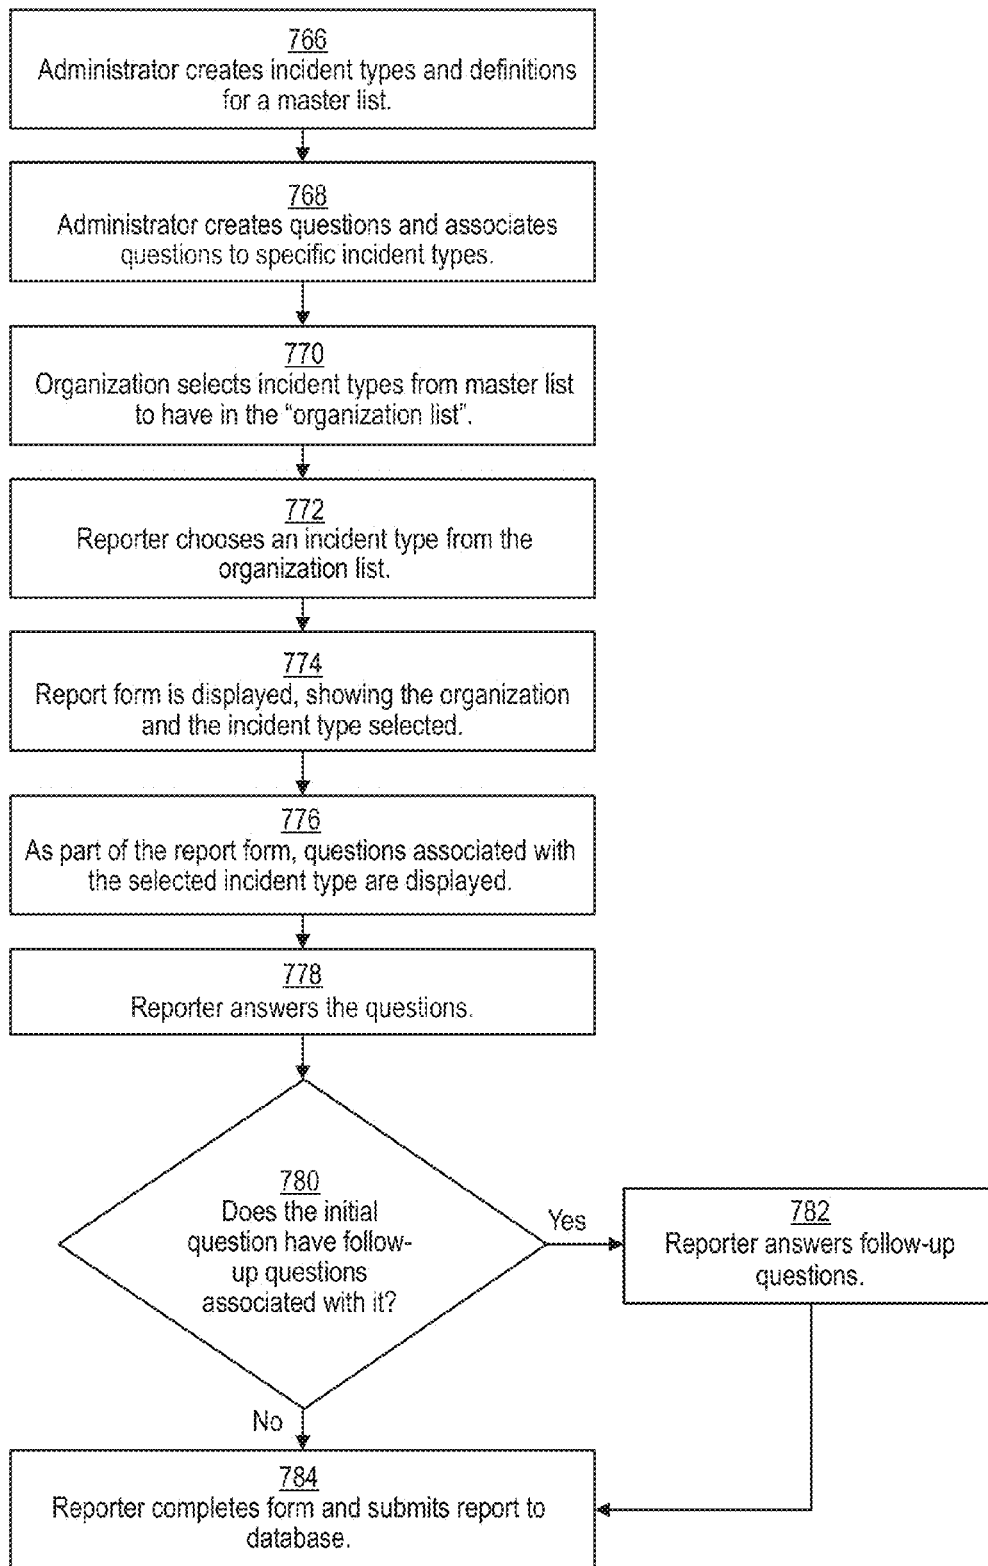 766
Administrator creates incident types and definitions
for a master list.
768
Administrator creates questions and associates
questions to specific incident types.
770
Organization selects incident types from master list
to have in the “organization list”.
772
Reporter chooses an incident type from the
organization list.
774
Report form is displayed, showing the organization
and the incident type selected.
776
As part of the report form, questions associated with
the selected incident type are displayed.
778
Reporter answers the questions.
780
Does the initial
question have follow-
up questions
associated with it?
Yes
782
Reporter answers follow-up
questions.
No
784
Reporter completes form and submits report to
database.